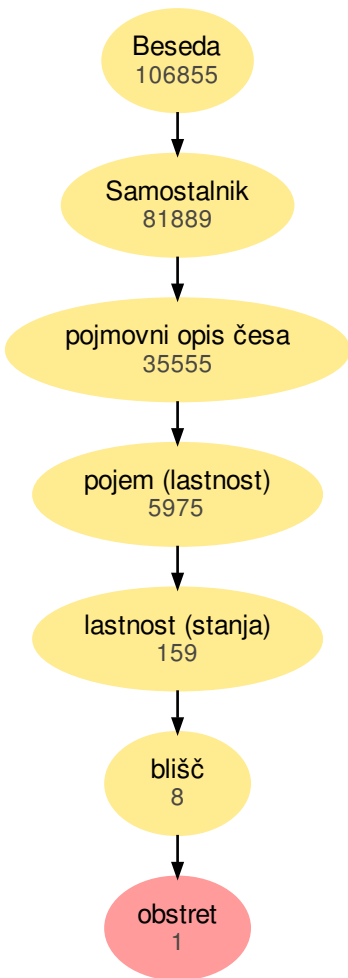 Beseda
106855
Samostalnik
81889
pojmovni opis česa
35555
pojem (lastnost)
5975
lastnost (stanja)
159
blišč
8
obstret
1